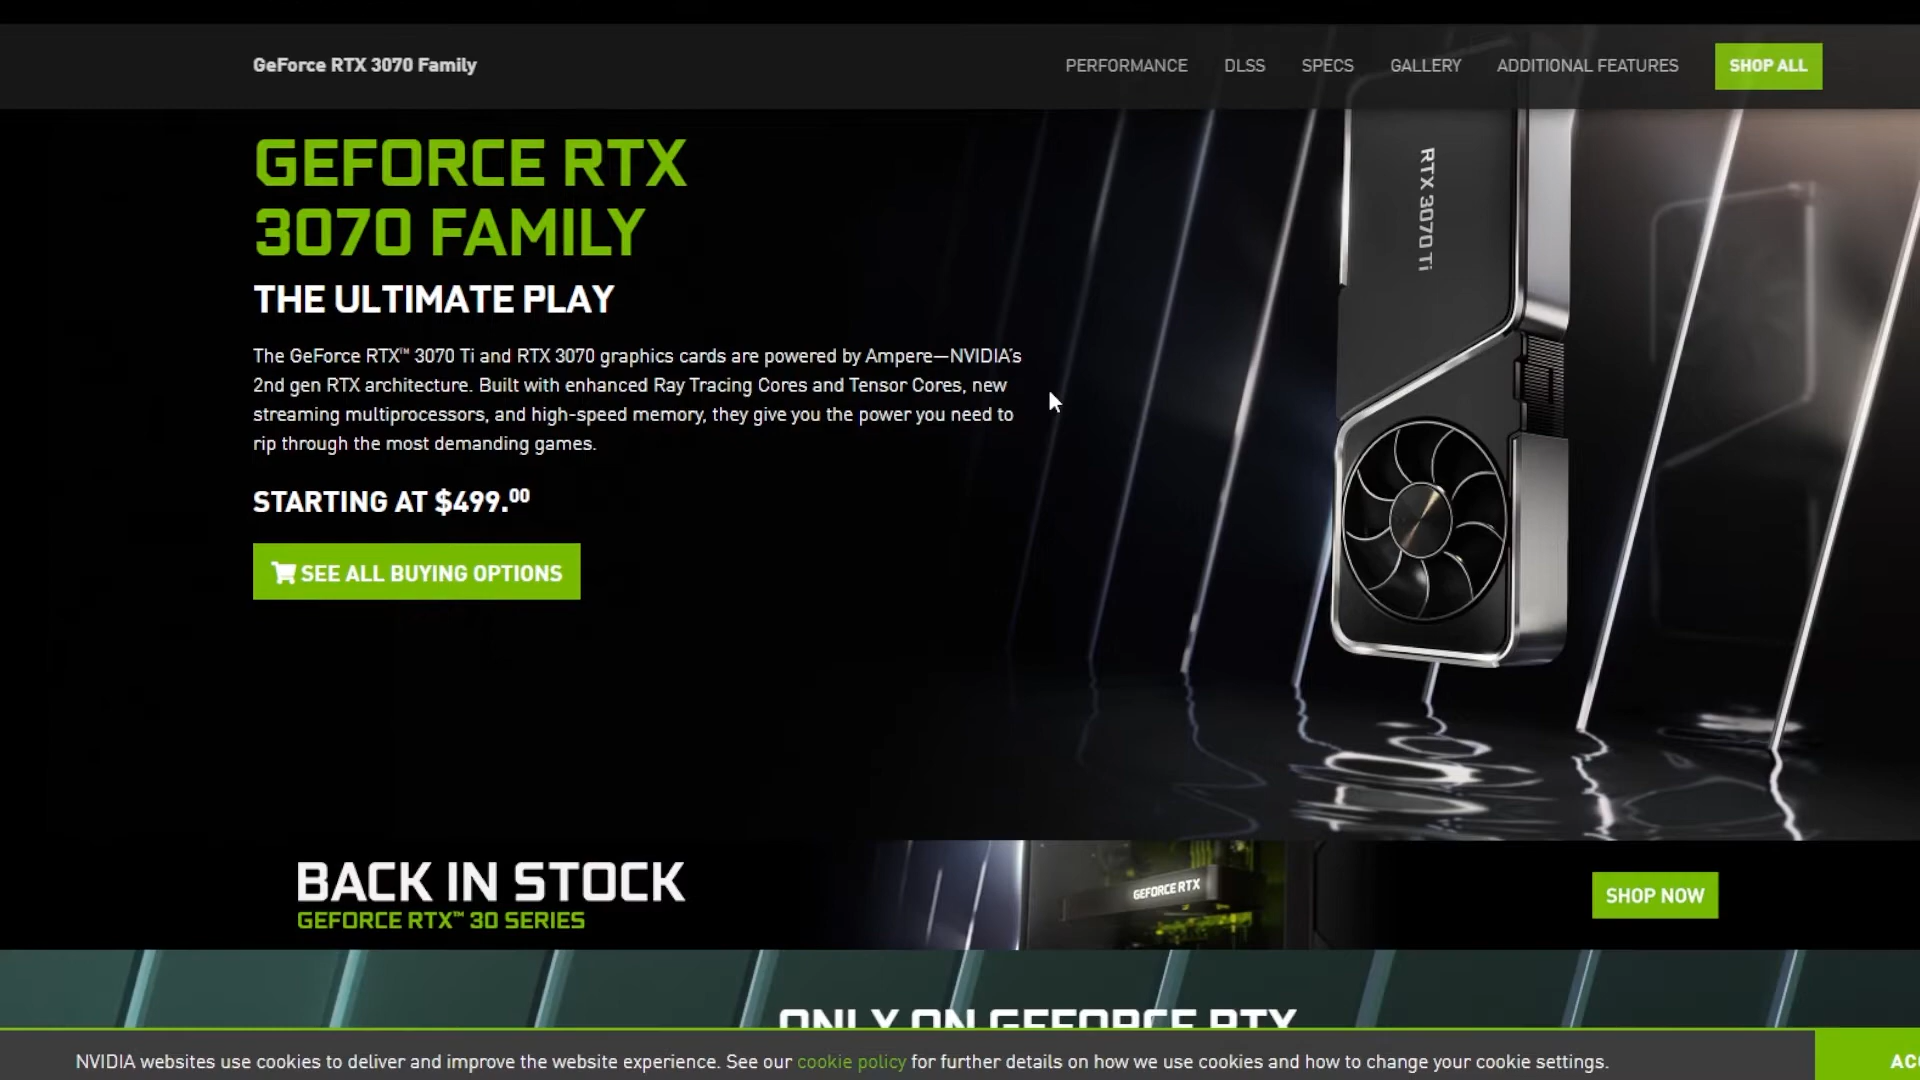 GeForce RTX 3070 Family
PERFORMANCE
DLSS
SPECS
GALLERY
ADDITIONAL FEATURES
SHOP ALL
GEFORCE RTX
3070 FAMILY
THE ULTIMATE PLAY
The GeForce RTX™ 3070 Ti and RTX 3070 graphics cards are powered by Ampere—NVIDIA's
2nd gen RTX architecture. Built with enhanced Ray Tracing Cores and Tensor Cores, new
streaming multiprocessors, and high-speed memory, they give you the power you need to
rip through the most demanding games.
STARTING AT $499.00
SEE ALL BUYING OPTIONS
RTX 3070 Ti
BACK IN STOCK
GEFORCE RTX™ 30 SERIES
GEFORCE RTX
SHOP NOW
ONLY ON GEFORCE RTX
NVIDIA websites use cookies to deliver and improve the website experience. See our cookie policy for further details on how we use cookies and how to change your cookie settings.